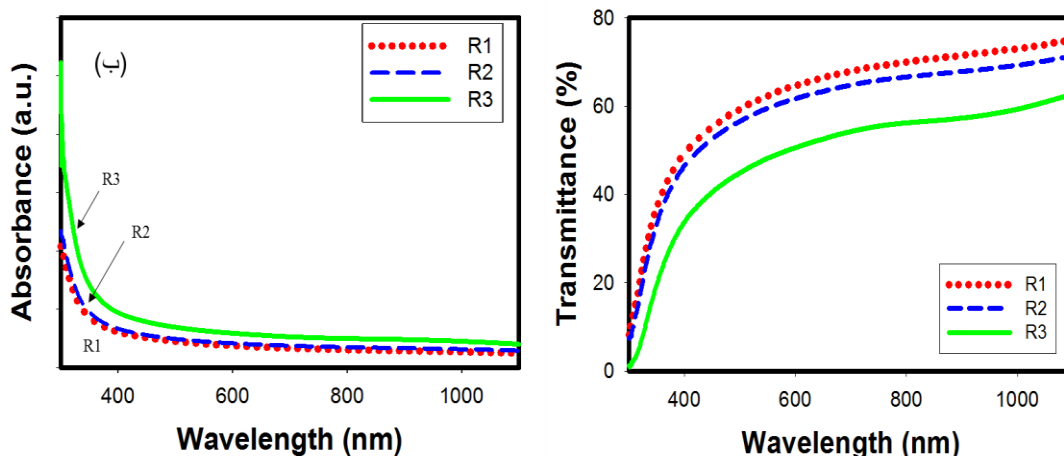 Absorbance (a.u.)
(ب)
R1
R2
R3
R3
R2
R1
400 600 800 1000
Wavelength (nm)
Transmittance (%)
80
60
40
20
0
R1
R2
R3
400 600 800 1000
Wavelength (nm)